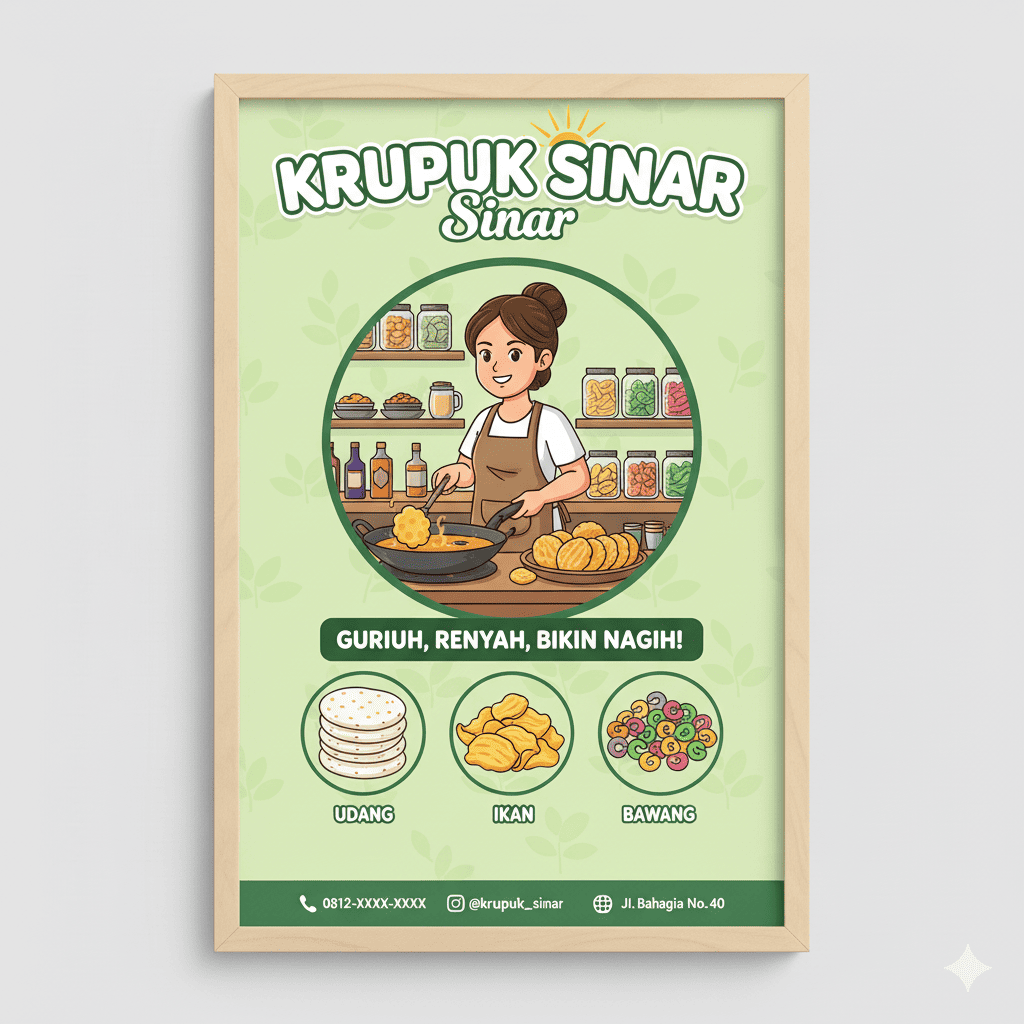 KRUPUK SINAR
Sinar
GURIUH, RENYAH, BIKIN NAGIH!
UDANG
IKAN
BAWANG
0812-XXXX-XXXX
@krupuk_sinar
Jl. Bahagia No. 40